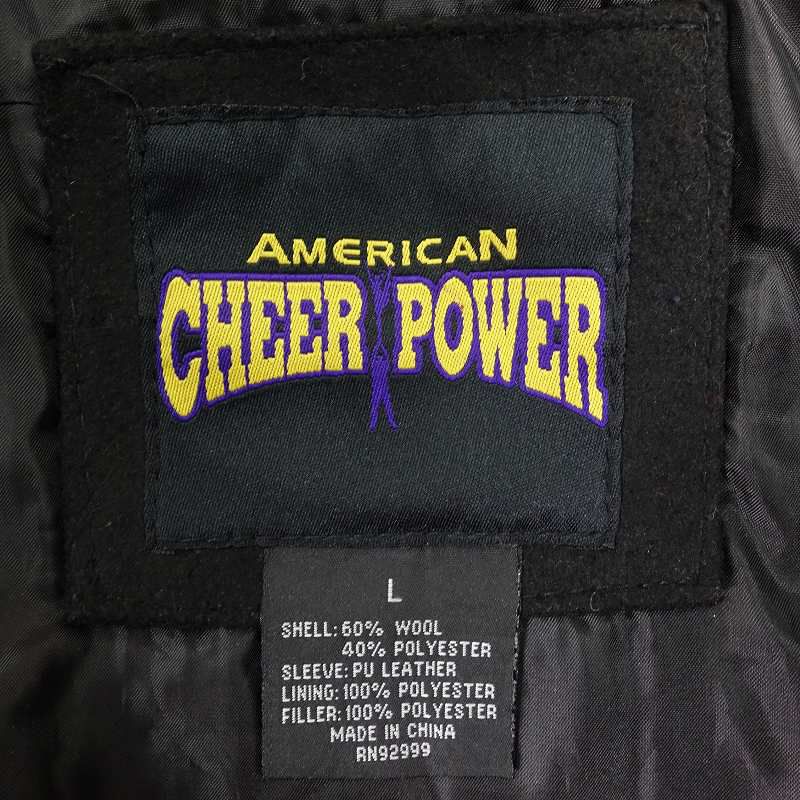 AMERICAN
CHEER POWER
L
SHELL: 60% WOOL
40% POLYESTER
SLEEVE: PU LEATHER
LINING: 100% POLYESTER
FILLER: 100% POLYESTER
MADE IN CHINA
RN92999